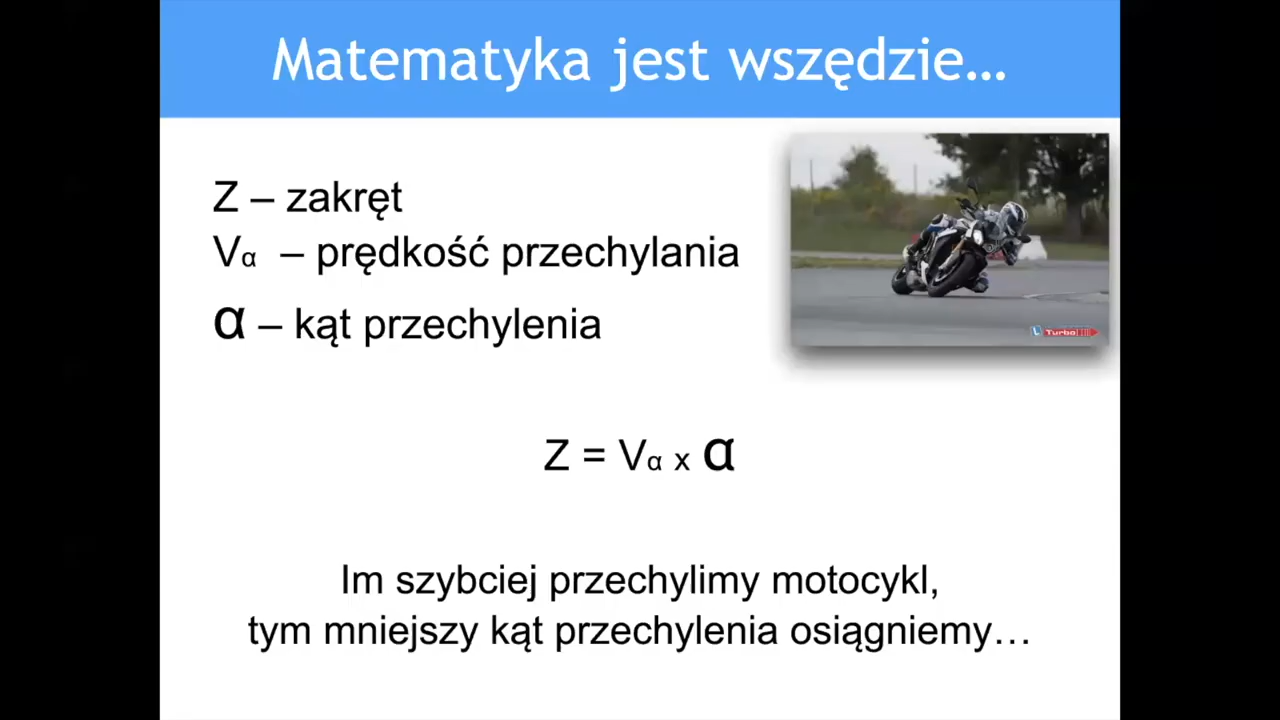 Matematyka jest wszędzie...
Z – zakręt
Vα – prędkość przechylania
α – kąt przechylenia
Z = Vα x α
Im szybciej przechylimy motocykl,
tym mniejszy kąt przechylenia osiągniemy...
L Turbo